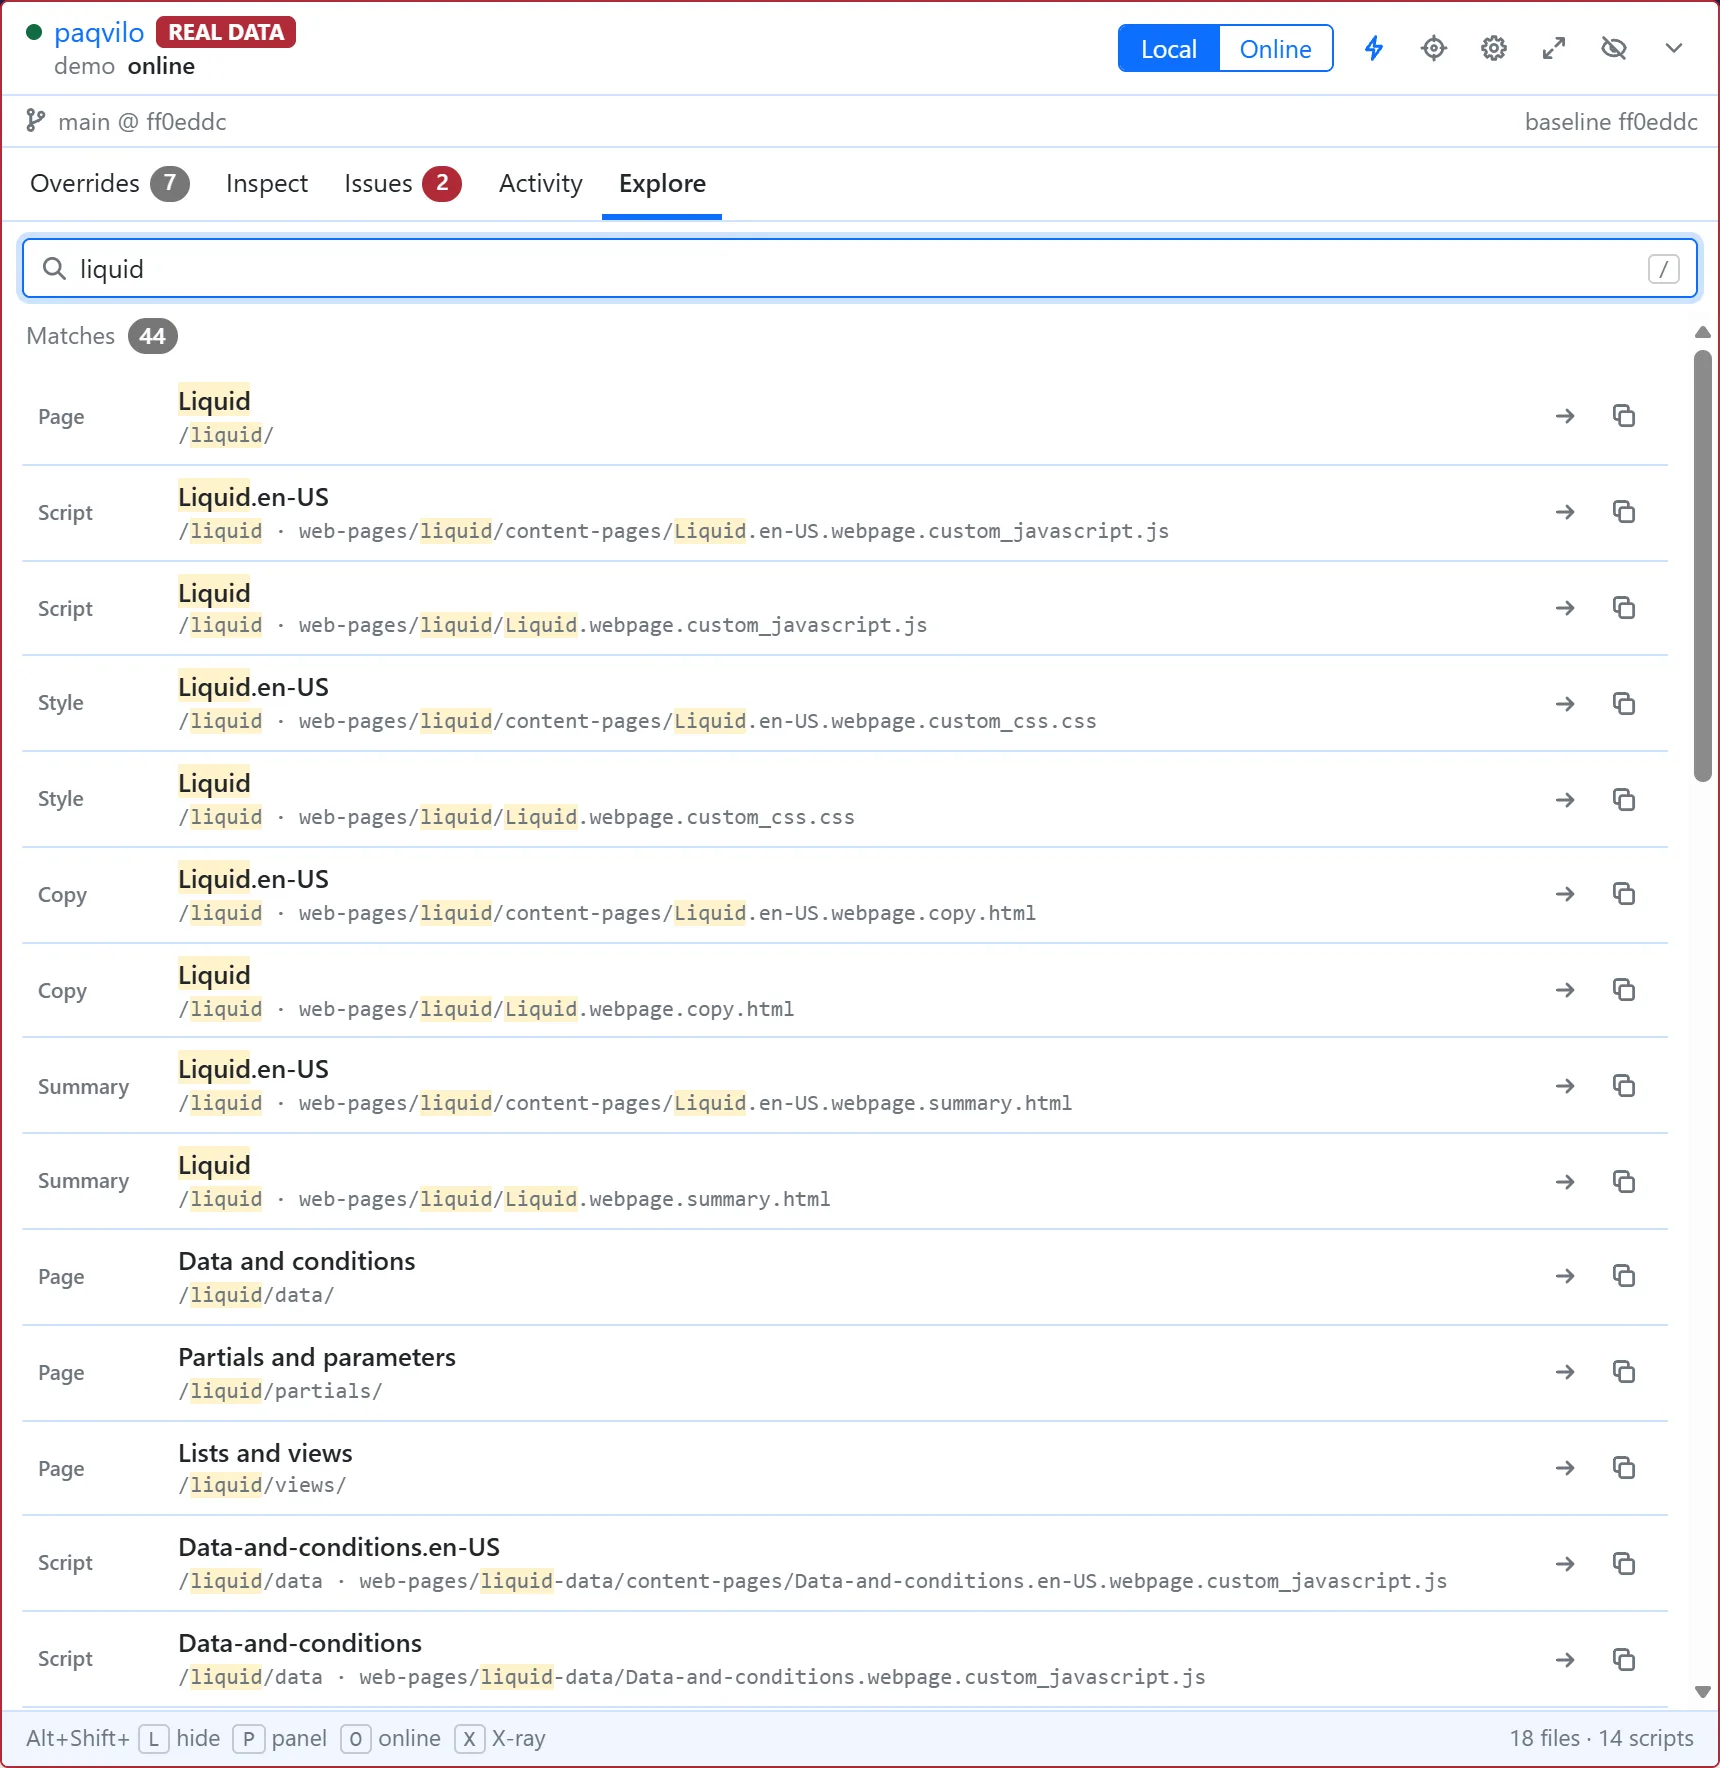 paqvilo REAL DATA
demo online
Local Online
main @ ff0eddc
baseline ff0eddc
Overrides 7 Inspect Issues 2 Activity Explore
liquid /
Matches 44
Page
Liquid
/liquid/
Script
Liquid.en-US
/liquid · web-pages/liquid/content-pages/Liquid.en-US.webpage.custom_javascript.js
Script
Liquid
/liquid · web-pages/liquid/Liquid.webpage.custom_javascript.js
Style
Liquid.en-US
/liquid · web-pages/liquid/content-pages/Liquid.en-US.webpage.custom_css.css
Style
Liquid
/liquid · web-pages/liquid/Liquid.webpage.custom_css.css
Copy
Liquid.en-US
/liquid · web-pages/liquid/content-pages/Liquid.en-US.webpage.copy.html
Copy
Liquid
/liquid · web-pages/liquid/Liquid.webpage.copy.html
Summary
Liquid.en-US
/liquid · web-pages/liquid/content-pages/Liquid.en-US.webpage.summary.html
Summary
Liquid
/liquid · web-pages/liquid/Liquid.webpage.summary.html
Page
Data and conditions
/liquid/data/
Page
Partials and parameters
/liquid/partials/
Page
Lists and views
/liquid/views/
Script
Data-and-conditions.en-US
/liquid/data · web-pages/liquid-data/content-pages/Data-and-conditions.en-US.webpage.custom_javascript.js
Script
Data-and-conditions
/liquid/data · web-pages/liquid-data/Data-and-conditions.webpage.custom_javascript.js
Alt+Shift+ L hide P panel O online X X-ray
18 files · 14 scripts